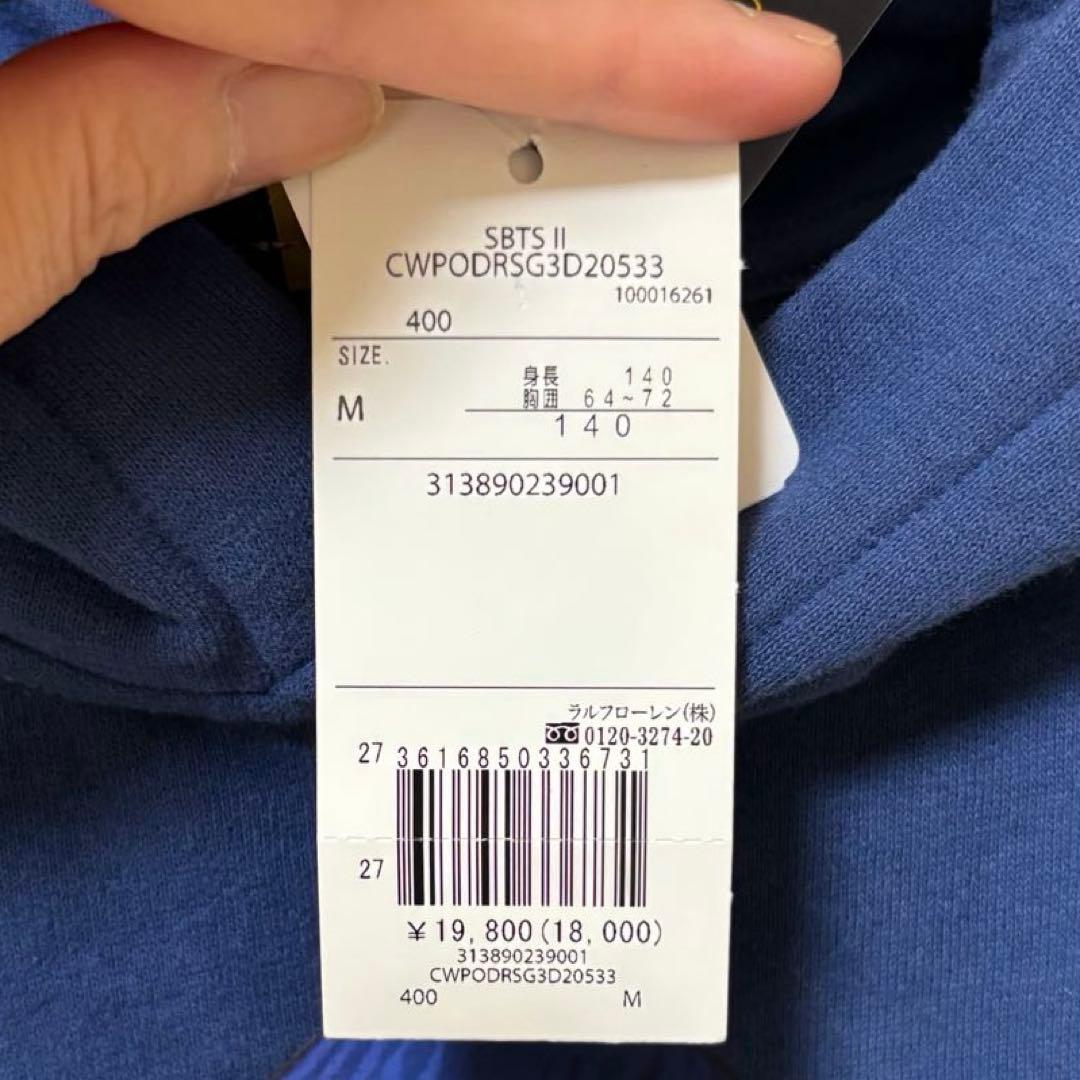 SBTS II
CWPODRSG3D20533
100016261
400
SIZE.
身長 140
M 胸囲 64~72
140
313890239001
ラルフローレン(株)
0120-3274-20
27 3616850336731
27
¥19,800(18,000)
313890239001
CWPODRSG3D20533
400 M